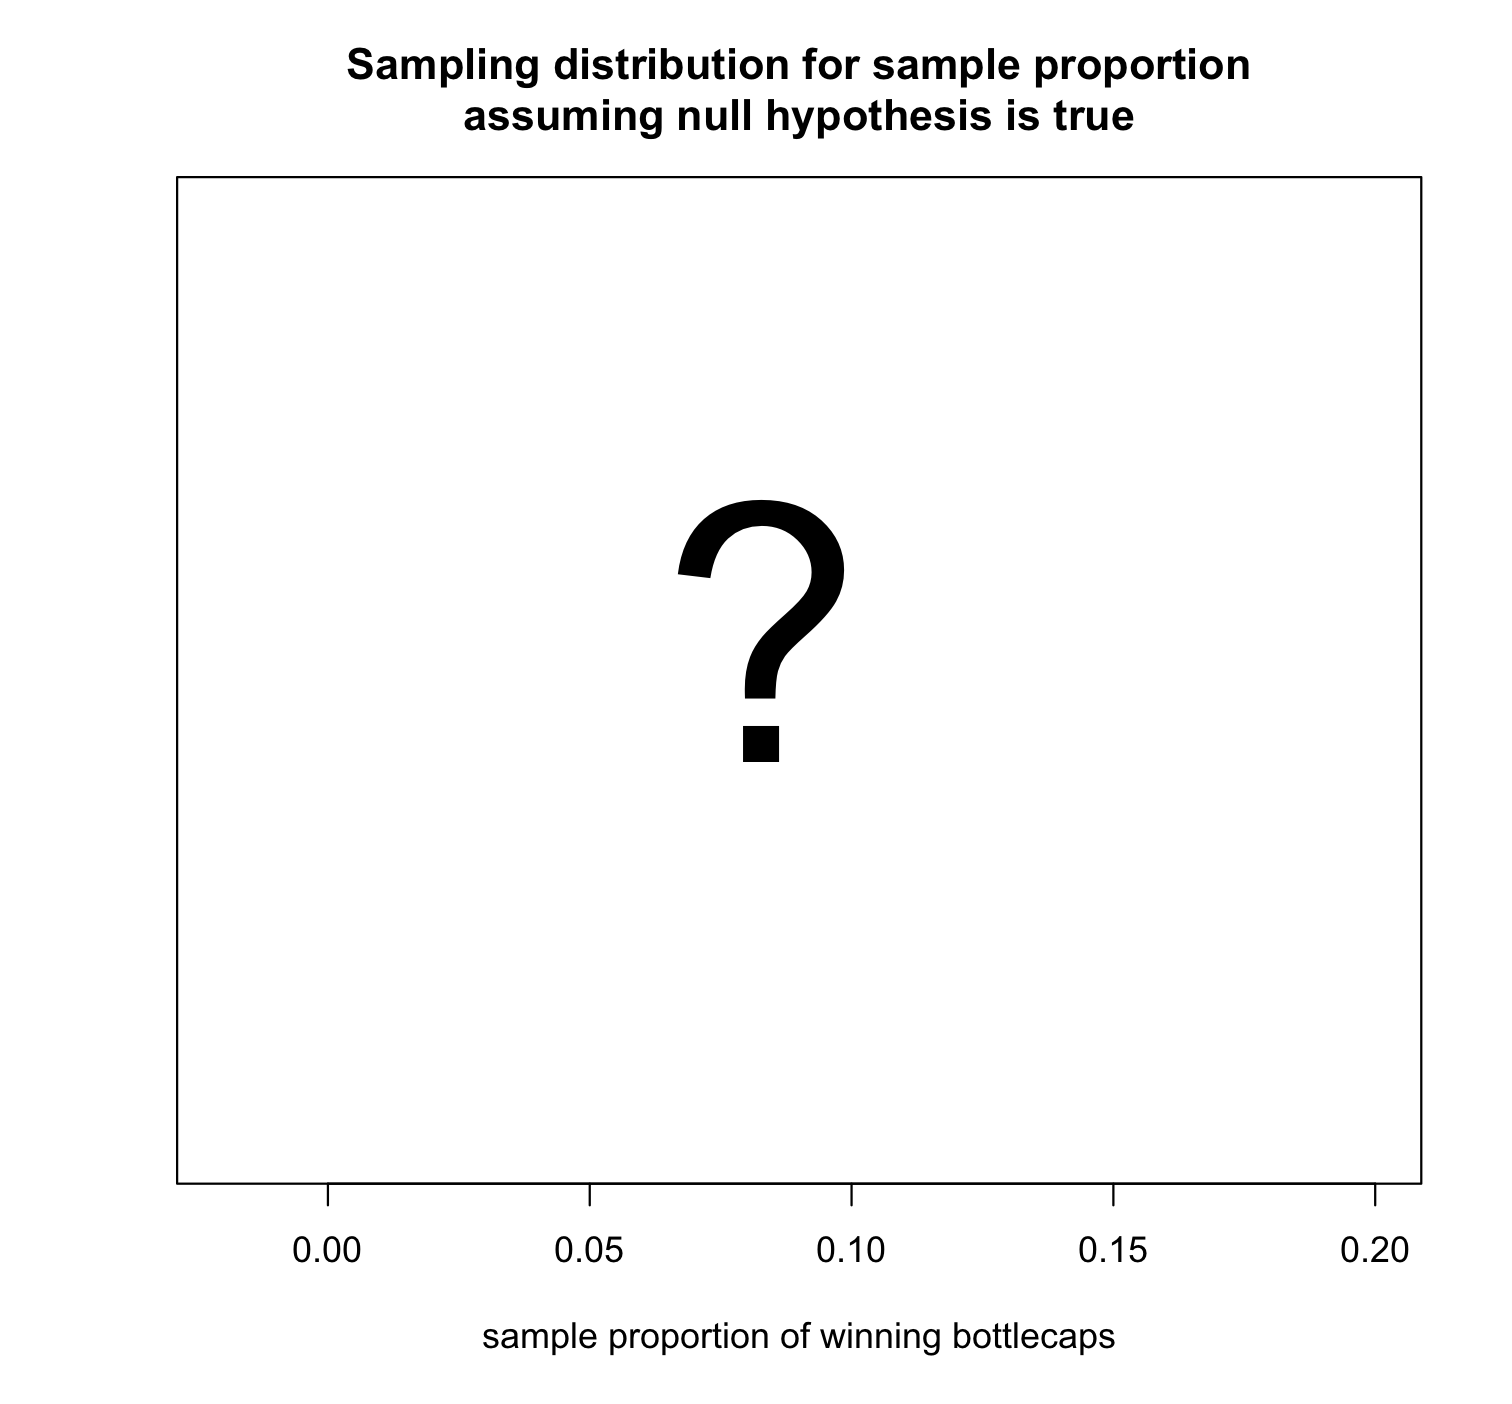 Sampling distribution for sample proportion
assuming null hypothesis is true
?
0.00 0.05 0.10 0.15 0.20
sample proportion of winning bottlecaps